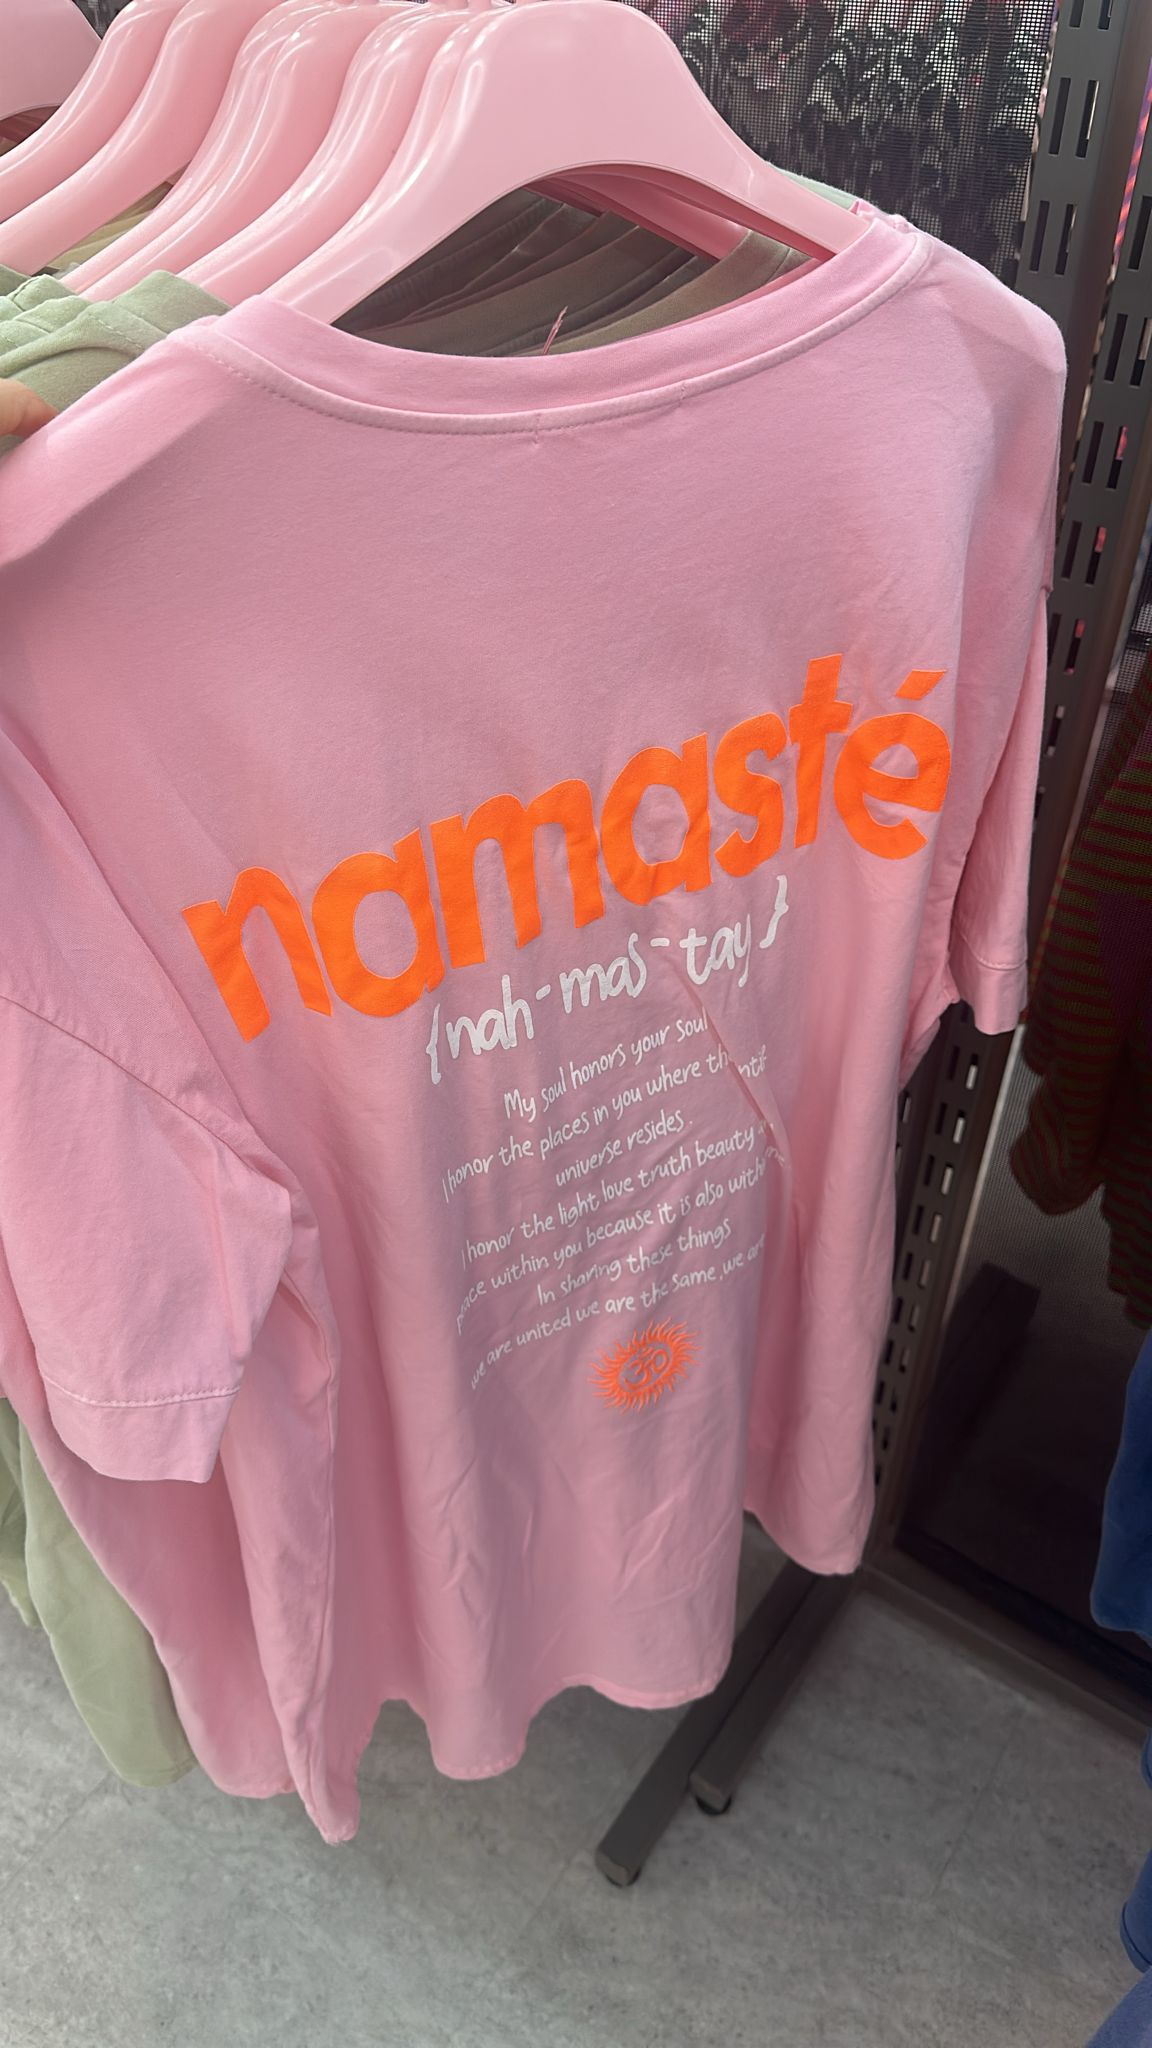 namasté
{nah-mas-tay}
My soul honors your soul
I honor the places in you where
universe resides.
I honor the light love truth beauty
peace within you because it is also
In sharing these things
we are united we are the same, we are
ॐ